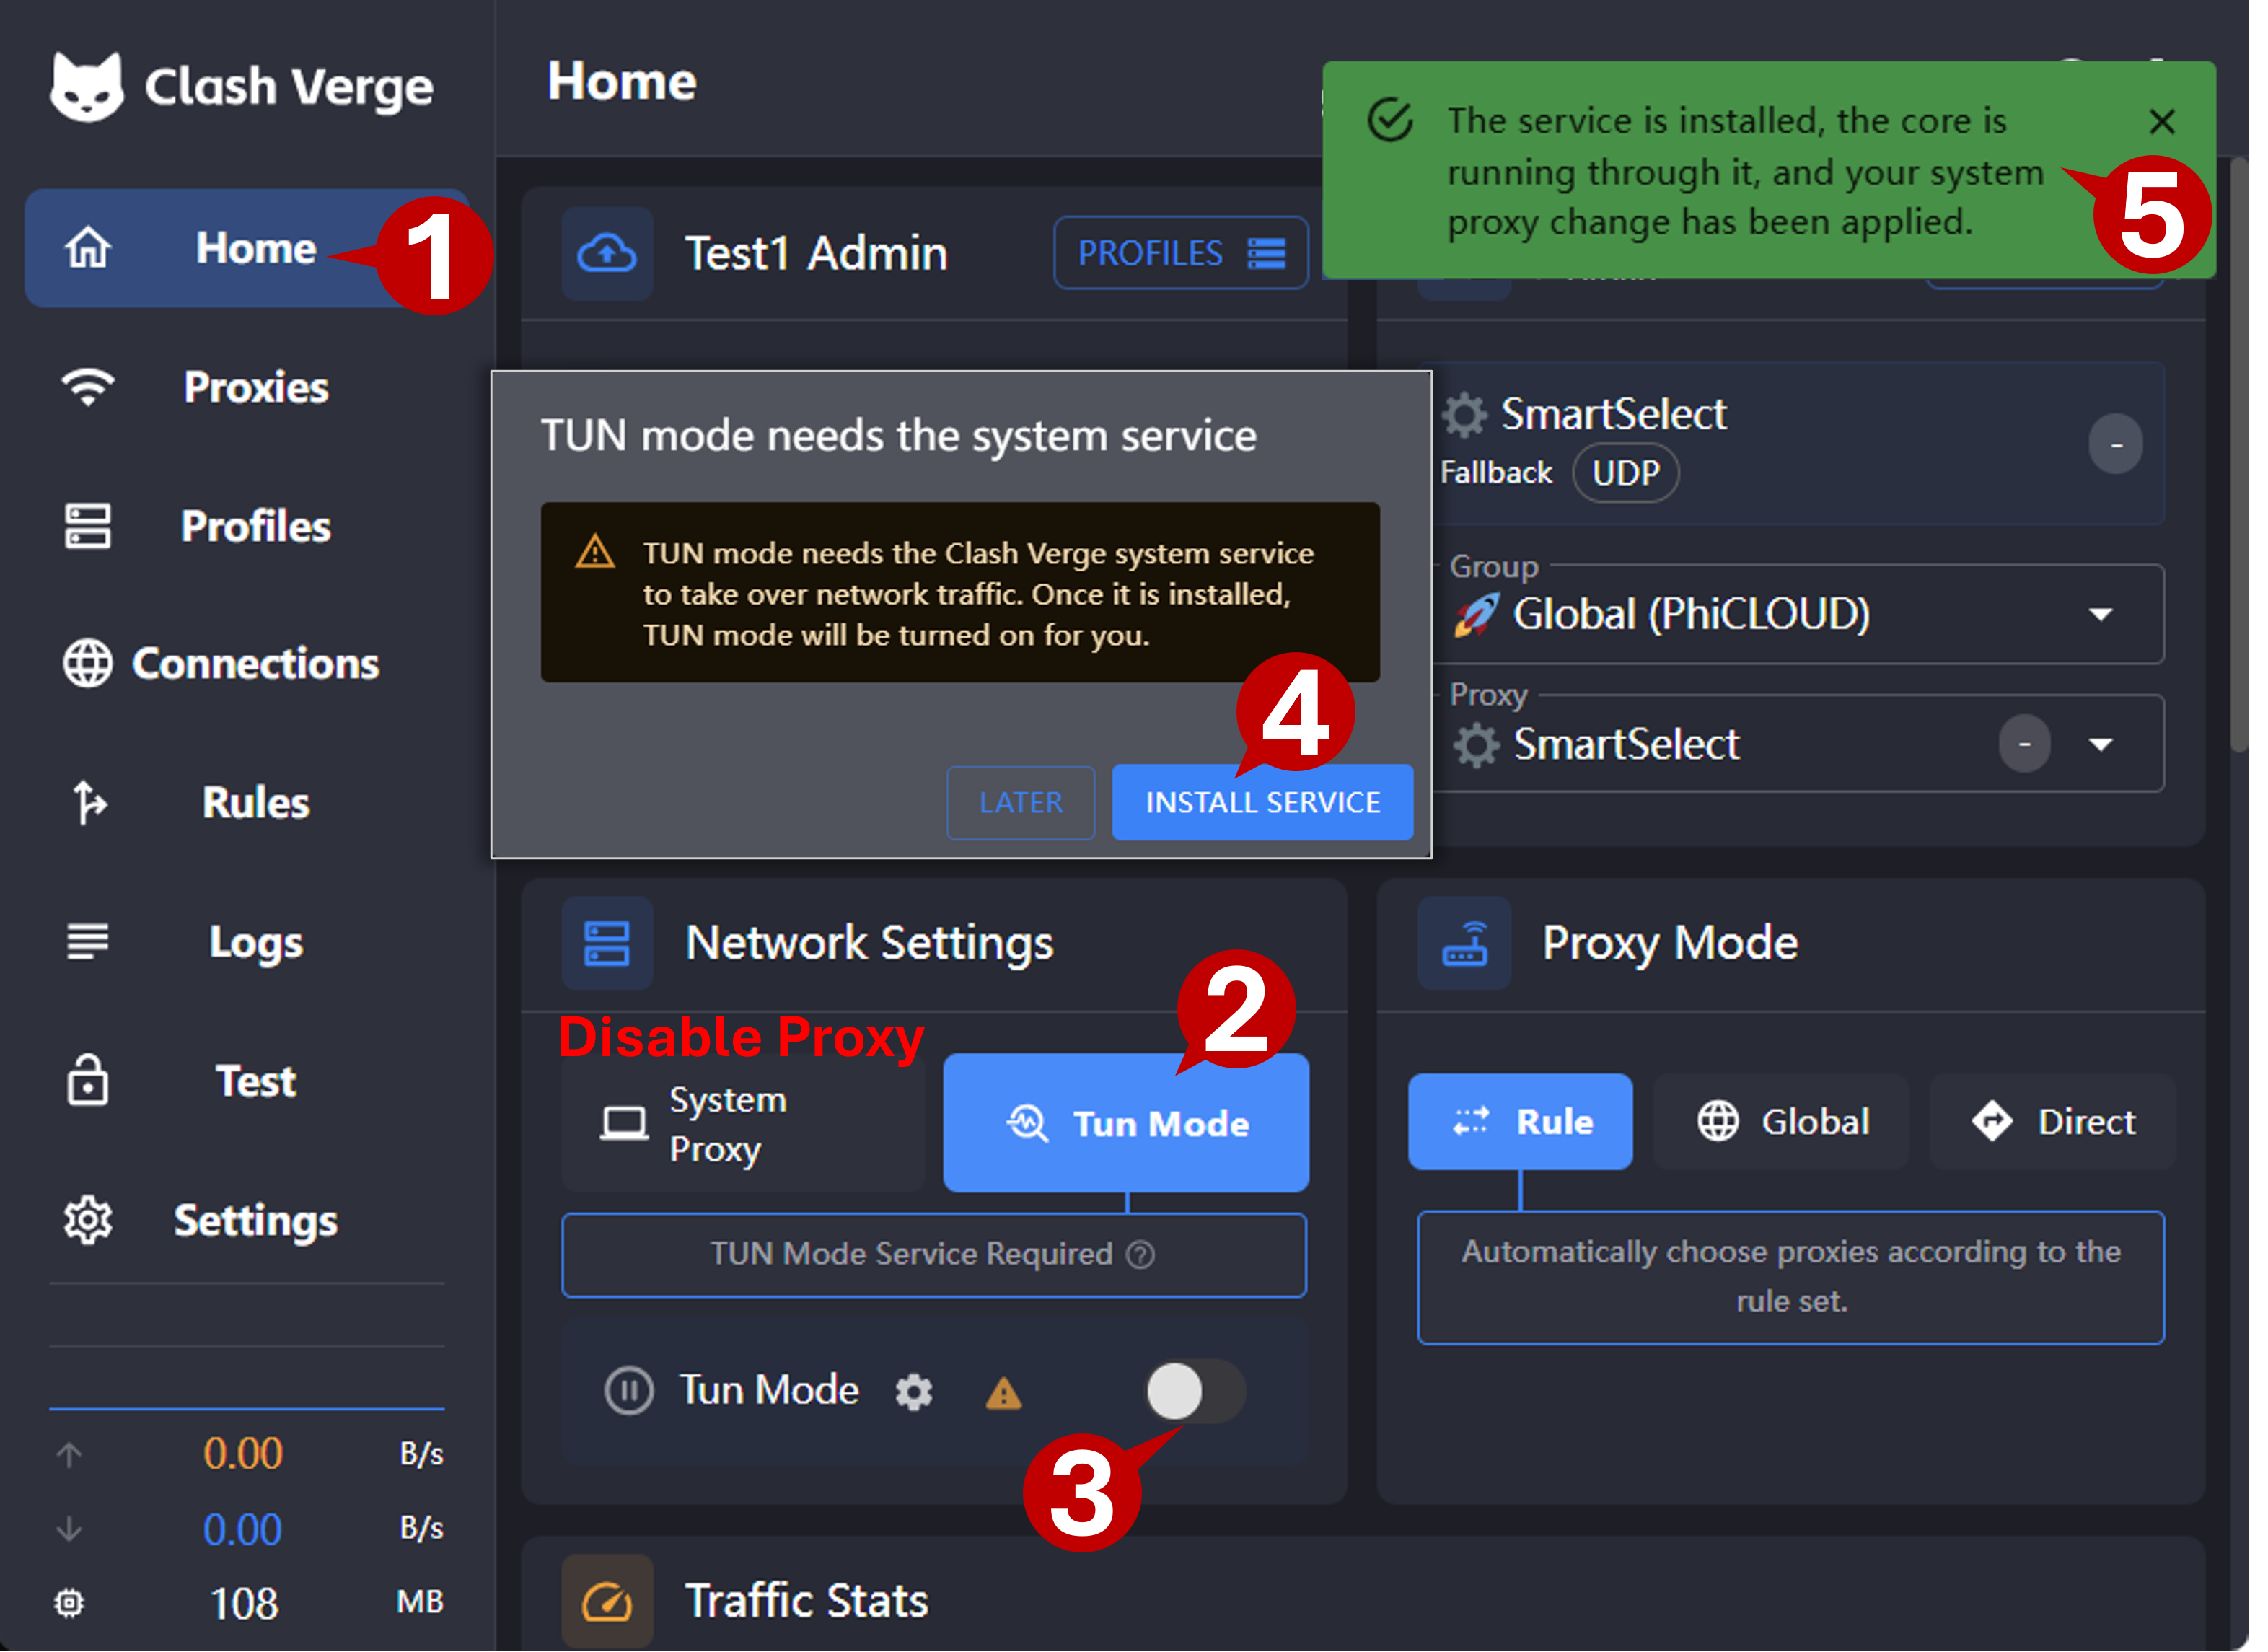 Clash Verge
Home
Home
1
Proxies
Profiles
Connections
Rules
Logs
Test
Settings
0.00 B/s
0.00 B/s
108 MB
The service is installed, the core is
running through it, and your system
proxy change has been applied.
5
Test1 Admin
PROFILES
TUN mode needs the system service
TUN mode needs the Clash Verge system service
to take over network traffic. Once it is installed,
TUN mode will be turned on for you.
4
LATER
INSTALL SERVICE
SmartSelect
Fallback UDP
-
Group
Global (PhiCLOUD)
Proxy
SmartSelect
-
Network Settings
2
Disable Proxy
System
Proxy
Tun Mode
TUN Mode Service Required
Tun Mode
3
Proxy Mode
Rule
Global
Direct
Automatically choose proxies according to the
rule set.
Traffic Stats